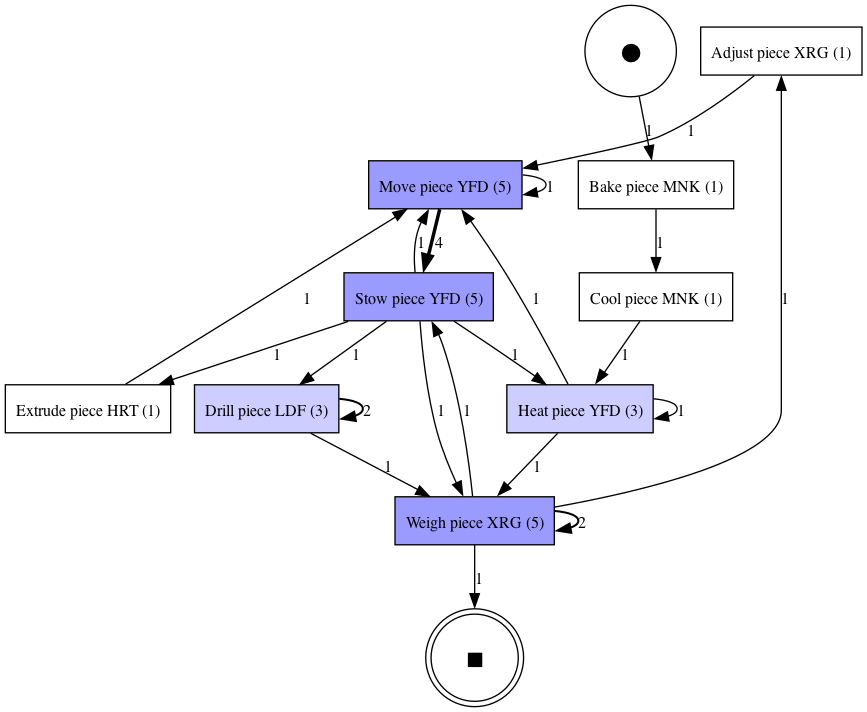 Adjust piece XRG (1)
1
1
Move piece YFD (5)
1
Bake piece MNK (1)
1
4
1
Stow piece YFD (5)
Cool piece MNK (1)
1
1
1
1
1
1
1
Extrude piece HRT (1)
Drill piece LDF (3)
2
1
1
Heat piece YFD (3)
1
1
1
Weigh piece XRG (5)
2
1